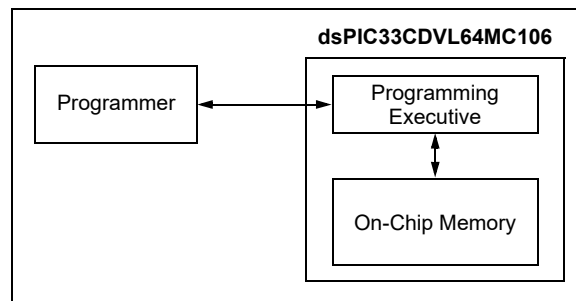 dsPIC33CDVL64MC106
Programmer
Programming
Executive
On-Chip Memory